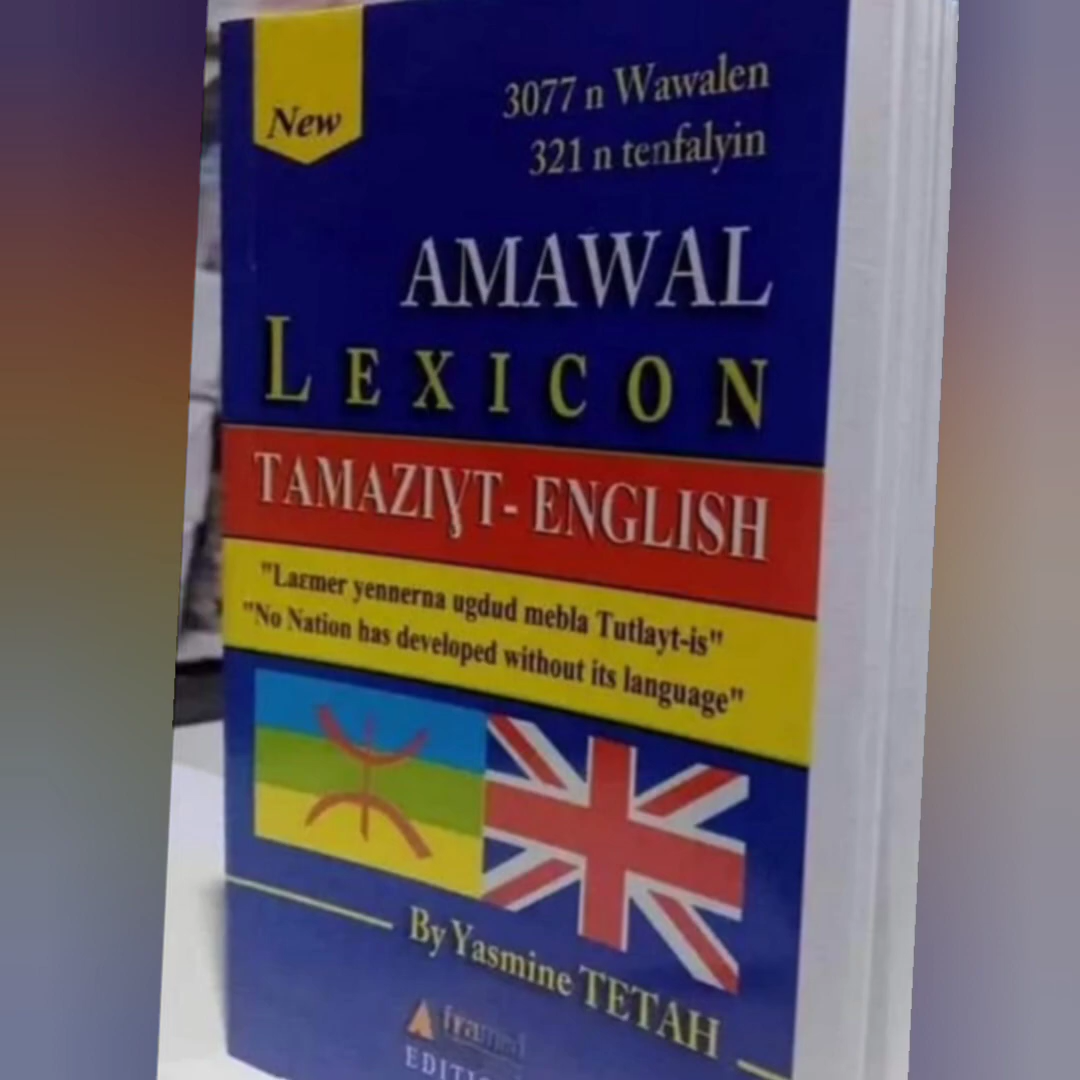 New
3077 n Wawalen
321 n tenfalyin
AMAWAL
LEXICON
TAMAZIƔT- ENGLISH
"Laɛmer yennerna ugdud mebla Tutlayt-is"
"No Nation has developed without its language"
By Yasmine TETAH